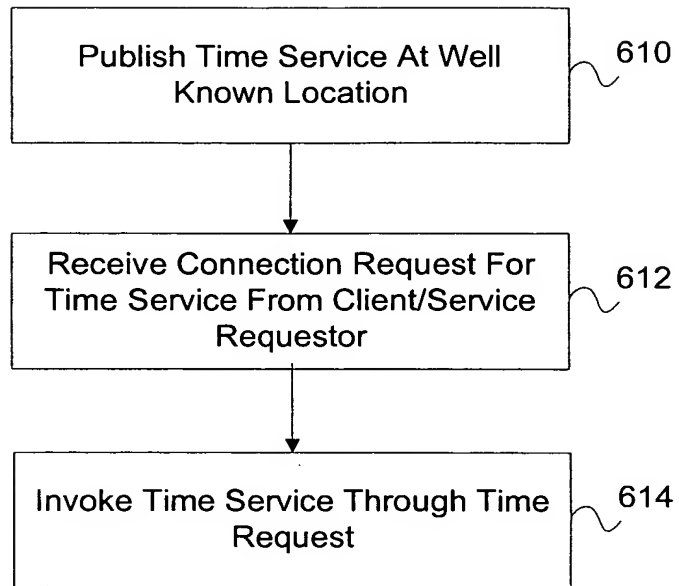 Publish Time Service At Well
Known Location
610
Receive Connection Request For
Time Service From Client/Service
Requestor
612
Invoke Time Service Through Time
Request
614